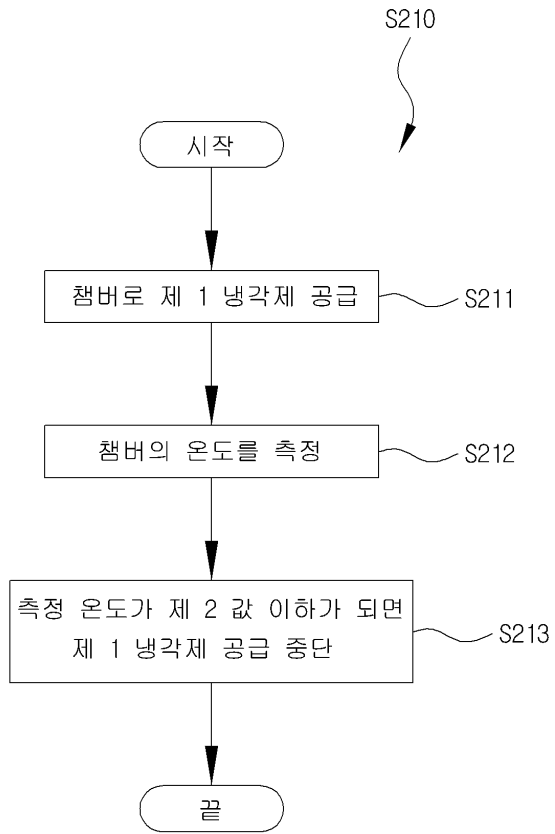 S210
시작
챔버로 제 1 냉각제 공급
S211
챔버의 온도를 측정
S212
측정 온도가 제 2 값 이하가 되면
제 1 냉각제 공급 중단
S213
끝